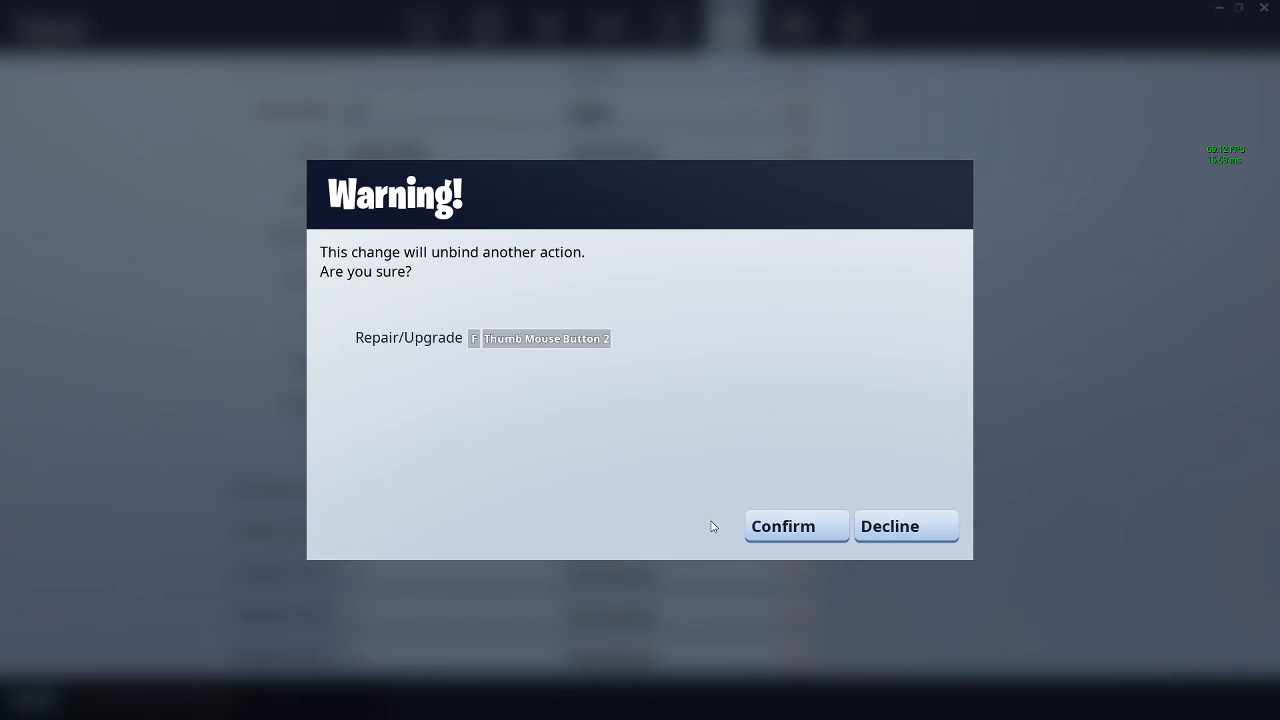 Warning!
This change will unbind another action.
Are you sure?
Repair/Upgrade F Thumb Mouse Button 2
Confirm Decline